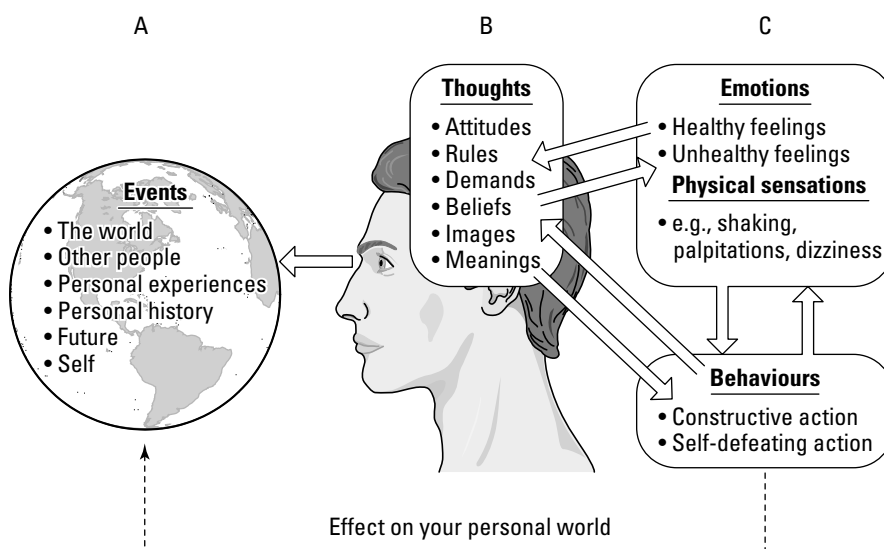 A
B
C
Thoughts
• Attitudes
• Rules
• Demands
• Beliefs
• Images
• Meanings
Emotions
• Healthy feelings
• Unhealthy feelings
Physical sensations
• e.g., shaking,
palpitations, dizziness
Events
• The world
• Other people
• Personal experiences
• Personal history
• Future
• Self
Behaviours
• Constructive action
• Self-defeating action
Effect on your personal world